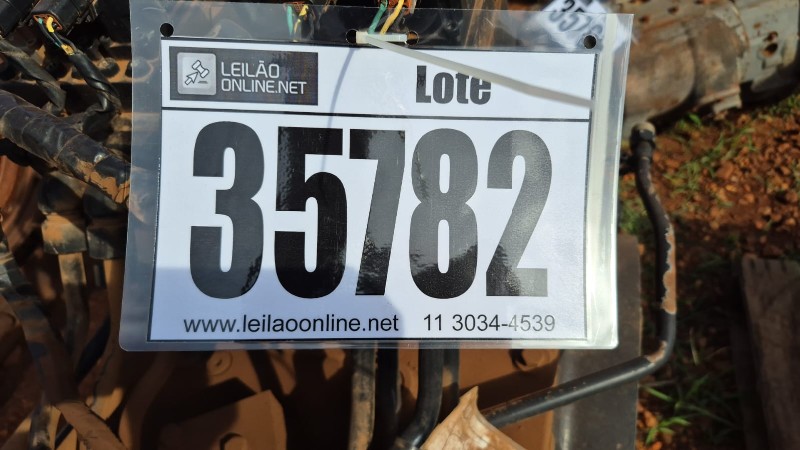 LEILÃO
ONLINE.NET
Lote
35782
www.leilaoonline.net 11 3034-4539